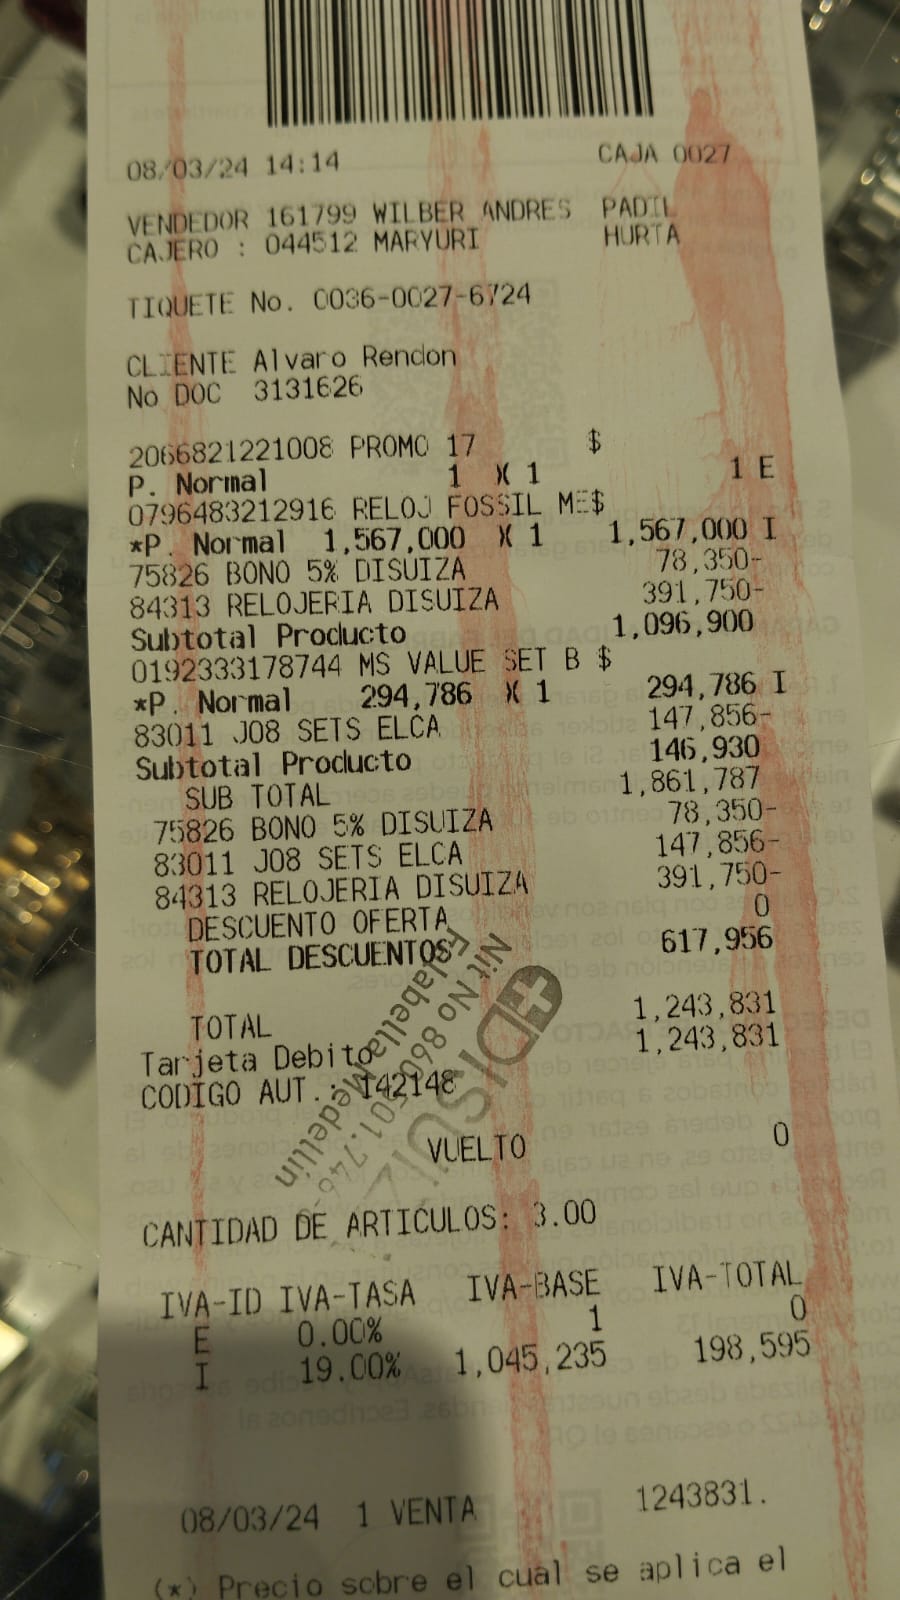 08/03/24 14:14 CAJA 0027
VENDEDOR 161799 WILBER ANDRES PADIL
CAJERO : 044512 MARYURI HURTA
TIQUETE No. C036-0027-6724
CLIENTE Alvaro Rendon
No DOC 3131626
2066821221008 PROMO 17 $
P. Normal 1 X 1 1 E
0796483212916 RELOJ FOSSIL ME$
*P. Normal 1,567,000 X 1 1,567,000 I
75826 BONO 5% DISUIZA 78,350-
84313 RELOJERIA DISUIZA 391,750-
Subtotal Producto 1,096,900
0192333178744 MS VALUE SET B $
*P. Normal 294,786 X 1 294,786 I
83011 J08 SETS ELCA 147,856-
Subtotal Producto 146,930
SUB TOTAL 1,861,787
75826 BONO 5% DISUIZA 78,350-
83011 J08 SETS ELCA 147,856-
84313 RELOJERIA DISUIZA 391,750-
DESCUENTO OFERTA 0
TOTAL DESCUENTOS 617,956
TOTAL 1,243,831
Tarjeta Debito 1,243,831
CODIGO AUT.: 142148
DISUIZA
Nit No
Falabella Medellin
VUELTO 0
CANTIDAD DE ARTICULOS: 3.00
IVA-ID IVA-TASA IVA-BASE IVA-TOTAL
E 0.00% 1 0
I 19.00% 1,045,235 198,595
08/03/24 1 VENTA 1243831.
(*) Precio sobre el cual se aplica el